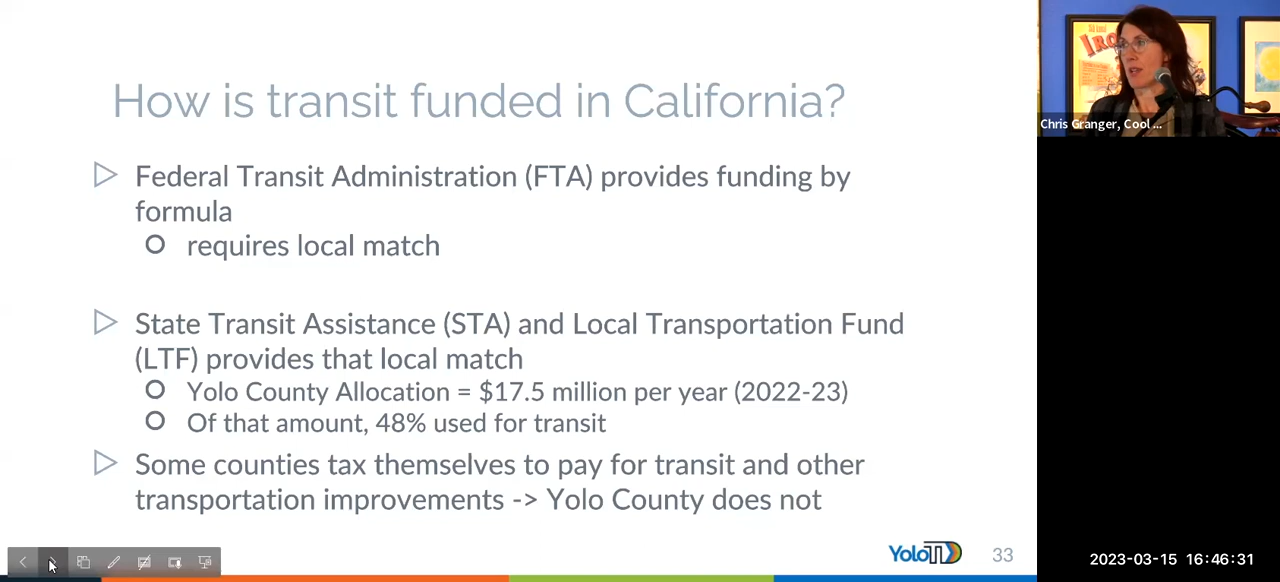 How is transit funded in California?
Federal Transit Administration (FTA) provides funding by
formula
requires local match
State Transit Assistance (STA) and Local Transportation Fund
(LTF) provides that local match
Yolo County Allocation = $17.5 million per year (2022-23)
Of that amount, 48% used for transit
Some counties tax themselves to pay for transit and other
transportation improvements -> Yolo County does not
YoloTD
33
Chris Granger, Cool ...
2023-03-15 16:46:31